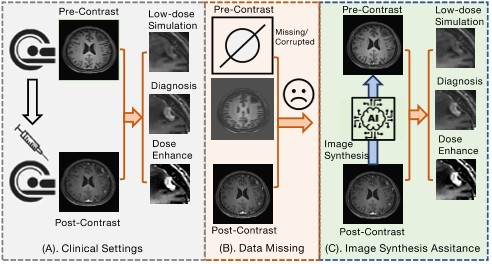 Pre-Contrast
Low-dose
Simulation
Diagnosis
Dose
Enhance
Post-Contrast
(A). Clinical Settings
Pre-Contrast
Missing/
Corrupted
Post-Contrast
(B). Data Missing
Pre-Contrast
AI
Image
Synthesis
Post-Contrast
Low-dose
Simulation
Diagnosis
Dose
Enhance
(C). Image Synthesis Assitance